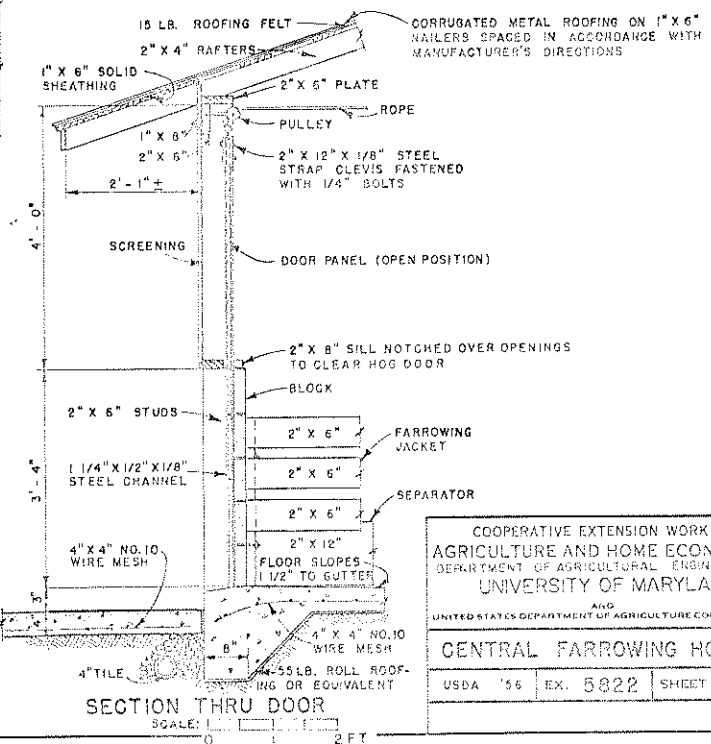 15 LB. ROOFING FELT
CORRUGATED METAL ROOFING ON 1" X 6"
NAILERS SPACED IN ACCORDANCE WITH
MANUFACTURER'S DIRECTIONS
2" X 4" RAFTERS
1" X 6" SOLID
SHEATHING
2" X 6" PLATE
ROPE
PULLEY
1" X 8"
2" X 6"
2" X 12" X 1/8" STEEL
STRAP CLEVIS FASTENED
WITH 1/4" BOLTS
2' - 1" ±
4' - 0"
SCREENING
DOOR PANEL (OPEN POSITION)
2" X 8" SILL NOTCHED OVER OPENINGS
TO CLEAR HOG DOOR
BLOCK
2" X 6" STUDS
2" X 6"
FARROWING
JACKET
1 1/4" X 1/2" X 1/8"
STEEL CHANNEL
2" X 6"
3' - 4"
SEPARATOR
2" X 6"
2" X 12"
4" X 4" NO. 10
WIRE MESH
FLOOR SLOPES
1 1/2" TO GUTTER
3"
4"
8"
4" X 4" NO. 10
WIRE MESH
4" TILE
55 LB. ROLL ROOF-
ING OR EQUIVALENT
SECTION THRU DOOR
SCALE:
0 1 2 FT
COOPERATIVE EXTENSION WORK
AGRICULTURE AND HOME ECON
DEPARTMENT OF AGRICULTURAL ENGIN
UNIVERSITY OF MARYLA
AND
UNITED STATES DEPARTMENT OF AGRICULTURE COO
CENTRAL FARROWING HO
USDA '56 EX. 5822 SHEET